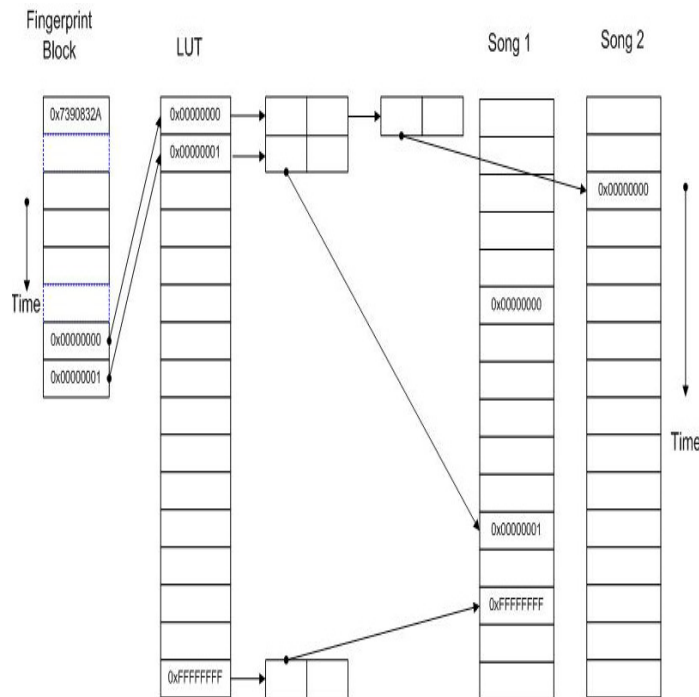 Fingerprint
Block
LUT
Song 1
Song 2
0x7390832A
0x00000000
0x00000001
0x00000000
Time
0x00000000
0x00000000
0x00000001
Time
0x00000001
0xFFFFFFFF
0xFFFFFFFF